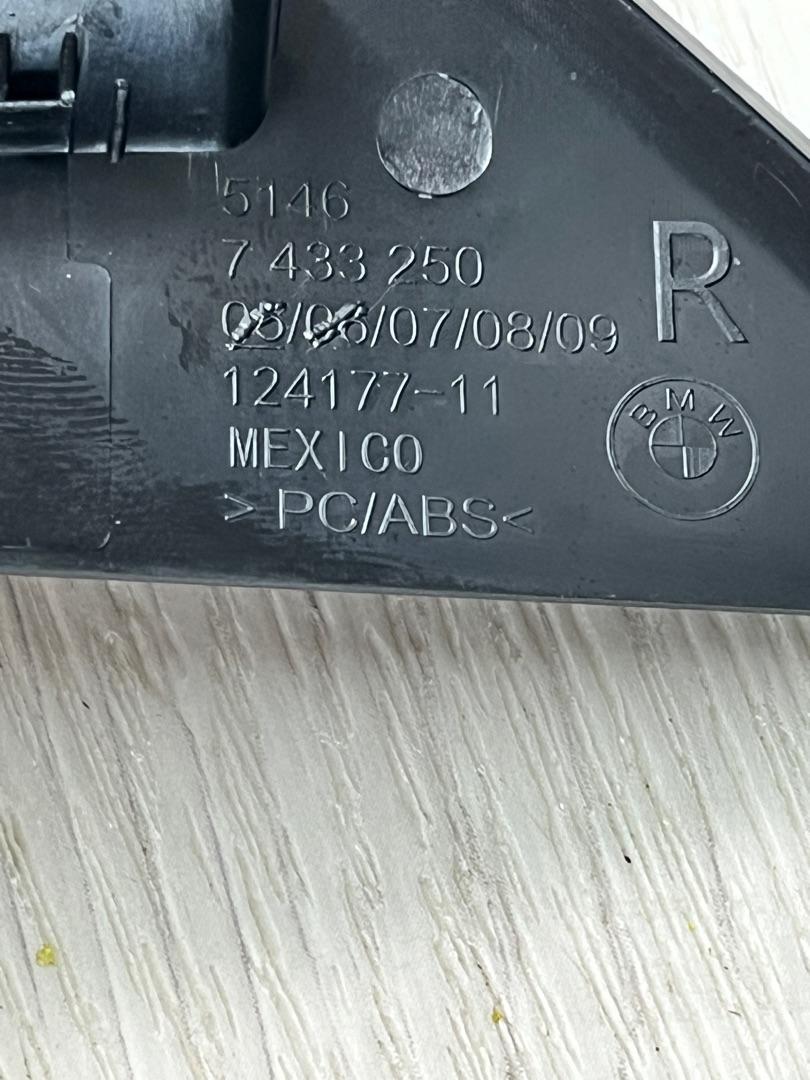 5146
7 433 250
05/06/07/08/09
124177-11
MEXICO
>PC/ABS<
R
BMW